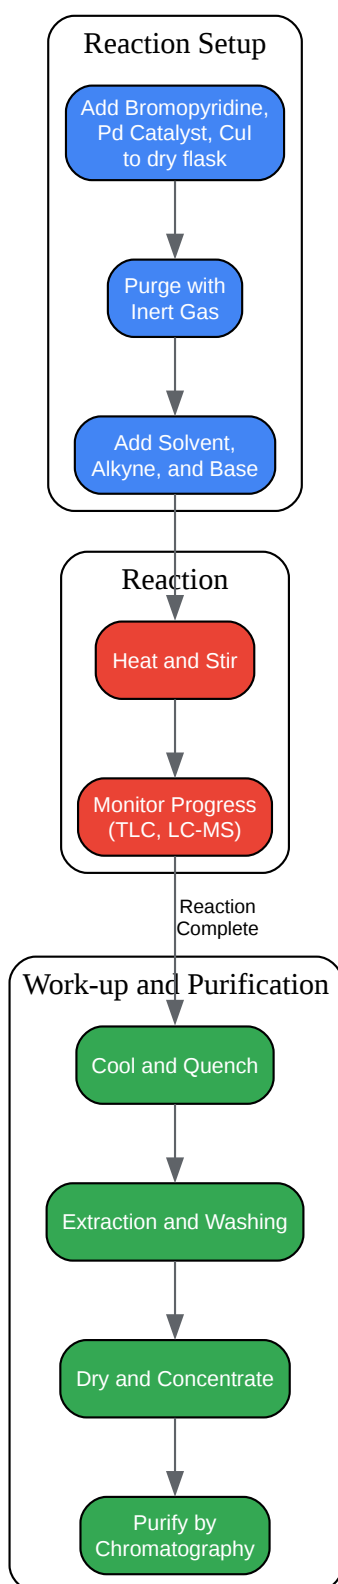 Reaction Setup
Add Bromopyridine,
Pd Catalyst, CuI
to dry flask
Purge with
Inert Gas
Add Solvent,
Alkyne, and Base
Reaction
Heat and Stir
Monitor Progress
(TLC, LC-MS)
Reaction
Complete
Work-up and Purification
Cool and Quench
Extraction and Washing
Dry and Concentrate
Purify by
Chromatography